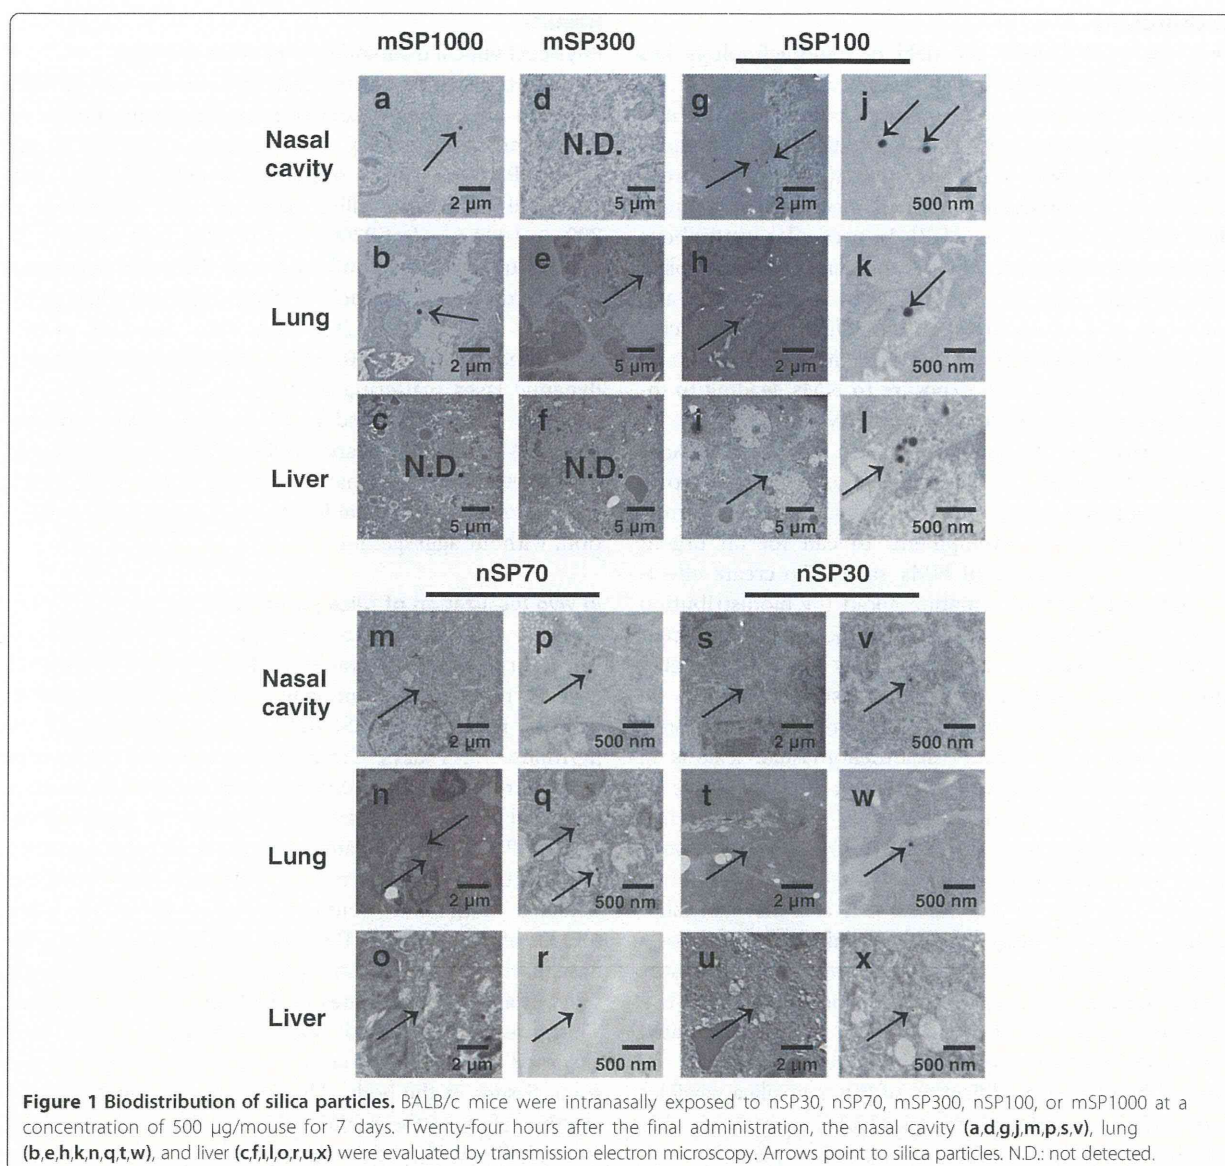 mSP1000 mSP300 nSP100
Nasal cavity
a
2 µm
d
N.D.
5 µm
g
2 µm
j
500 nm
Lung
b
2 µm
e
5 µm
h
2 µm
k
500 nm
Liver
c
N.D.
5 µm
f
N.D.
5 µm
i
5 µm
l
500 nm
nSP70 nSP30
Nasal cavity
m
2 µm
p
500 nm
s
2 µm
v
500 nm
Lung
n
2 µm
q
500 nm
t
2 µm
w
500 nm
Liver
o
2 µm
r
500 nm
u
2 µm
x
500 nm
Figure 1 Biodistribution of silica particles. BALB/c mice were intranasally exposed to nSP30, nSP70, mSP300, nSP100, or mSP1000 at a
concentration of 500 µg/mouse for 7 days. Twenty-four hours after the final administration, the nasal cavity (a,d,g,j,m,p,s,v), lung
(b,e,h,k,n,q,t,w), and liver (c,f,i,l,o,r,u,x) were evaluated by transmission electron microscopy. Arrows point to silica particles. N.D.: not detected.